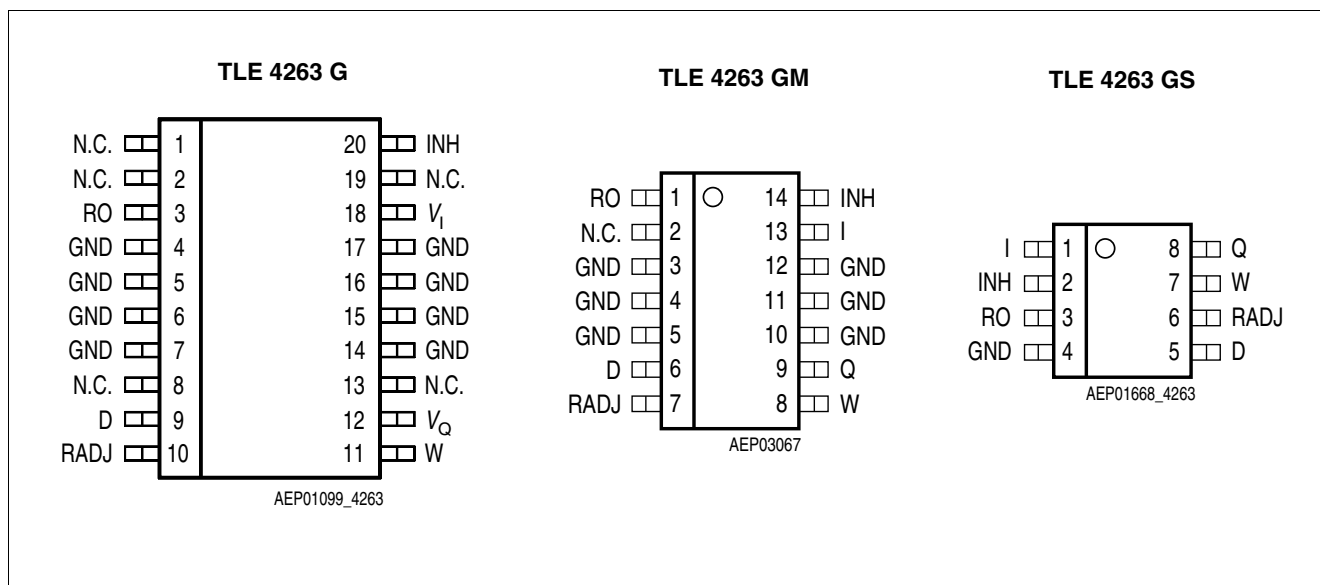 TLE 4263 G
N.C. 1 20 INH
N.C. 2 19 N.C.
RO 3 18 VI
GND 4 17 GND
GND 5 16 GND
GND 6 15 GND
GND 7 14 GND
N.C. 8 13 N.C.
D 9 12 VQ
RADJ 10 11 W
AEP01099_4263
TLE 4263 GM
RO 1 14 INH
N.C. 2 13 I
GND 3 12 GND
GND 4 11 GND
GND 5 10 GND
D 6 9 Q
RADJ 7 8 W
AEP03067
TLE 4263 GS
I 1 8 Q
INH 2 7 W
RO 3 6 RADJ
GND 4 5 D
AEP01668_4263